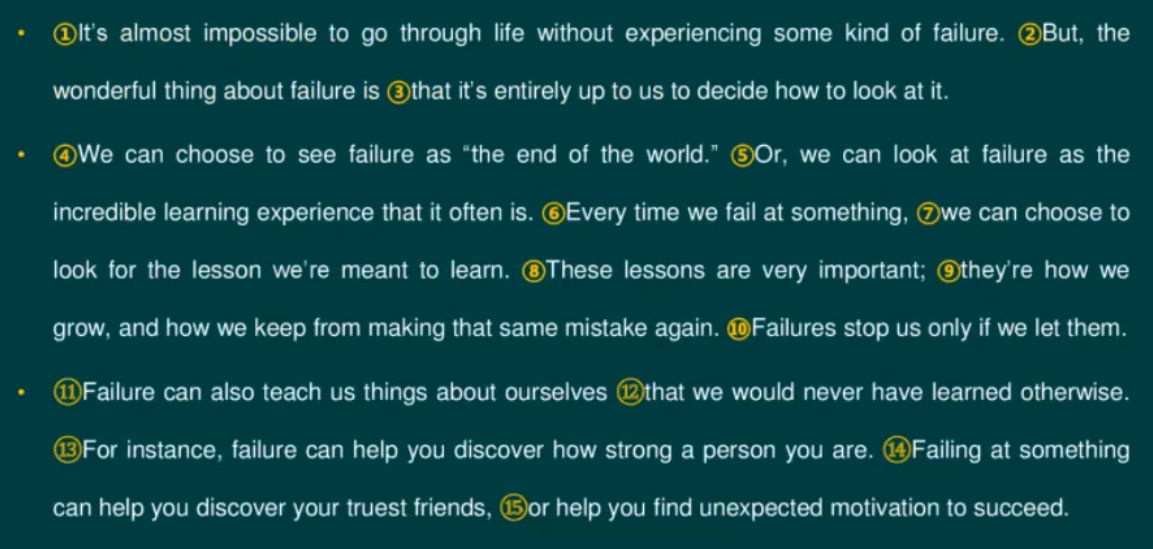 • ①It's almost impossible to go through life without experiencing some kind of failure. ②But, the
wonderful thing about failure is ③that it's entirely up to us to decide how to look at it.
• ④We can choose to see failure as “the end of the world.” ⑤Or, we can look at failure as the
incredible learning experience that it often is. ⑥Every time we fail at something, ⑦we can choose to
look for the lesson we're meant to learn. ⑧These lessons are very important; ⑨they're how we
grow, and how we keep from making that same mistake again. ⑩Failures stop us only if we let them.
• ⑪Failure can also teach us things about ourselves ⑫that we would never have learned otherwise.
⑬For instance, failure can help you discover how strong a person you are. ⑭Failing at something
can help you discover your truest friends, ⑮or help you find unexpected motivation to succeed.